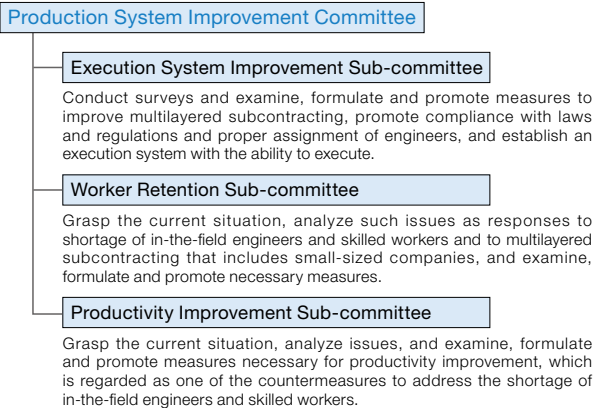 Production System Improvement Committee
Execution System Improvement Sub-committee
Conduct surveys and examine, formulate and promote measures to
improve multilayered subcontracting, promote compliance with laws
and regulations and proper assignment of engineers, and establish an
execution system with the ability to execute.
Worker Retention Sub-committee
Grasp the current situation, analyze such issues as responses to
shortage of in-the-field engineers and skilled workers and to multilayered
subcontracting that includes small-sized companies, and examine,
formulate and promote necessary measures.
Productivity Improvement Sub-committee
Grasp the current situation, analyze issues, and examine, formulate
and promote measures necessary for productivity improvement, which
is regarded as one of the countermeasures to address the shortage of
in-the-field engineers and skilled workers.